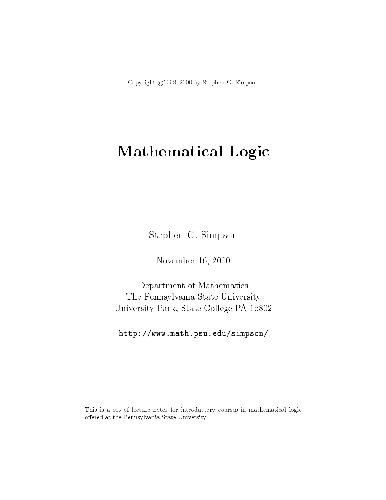 Copyright © 1998–2000 by Stephen G. Simpson
Mathematical Logic
Stephen G. Simpson
November 16, 2000
Department of Mathematics
The Pennsylvania State University
University Park, State College PA 16802
http://www.math.psu.edu/simpson/
This is a set of lecture notes for introductory courses in mathematical logic
offered at the Pennsylvania State University.